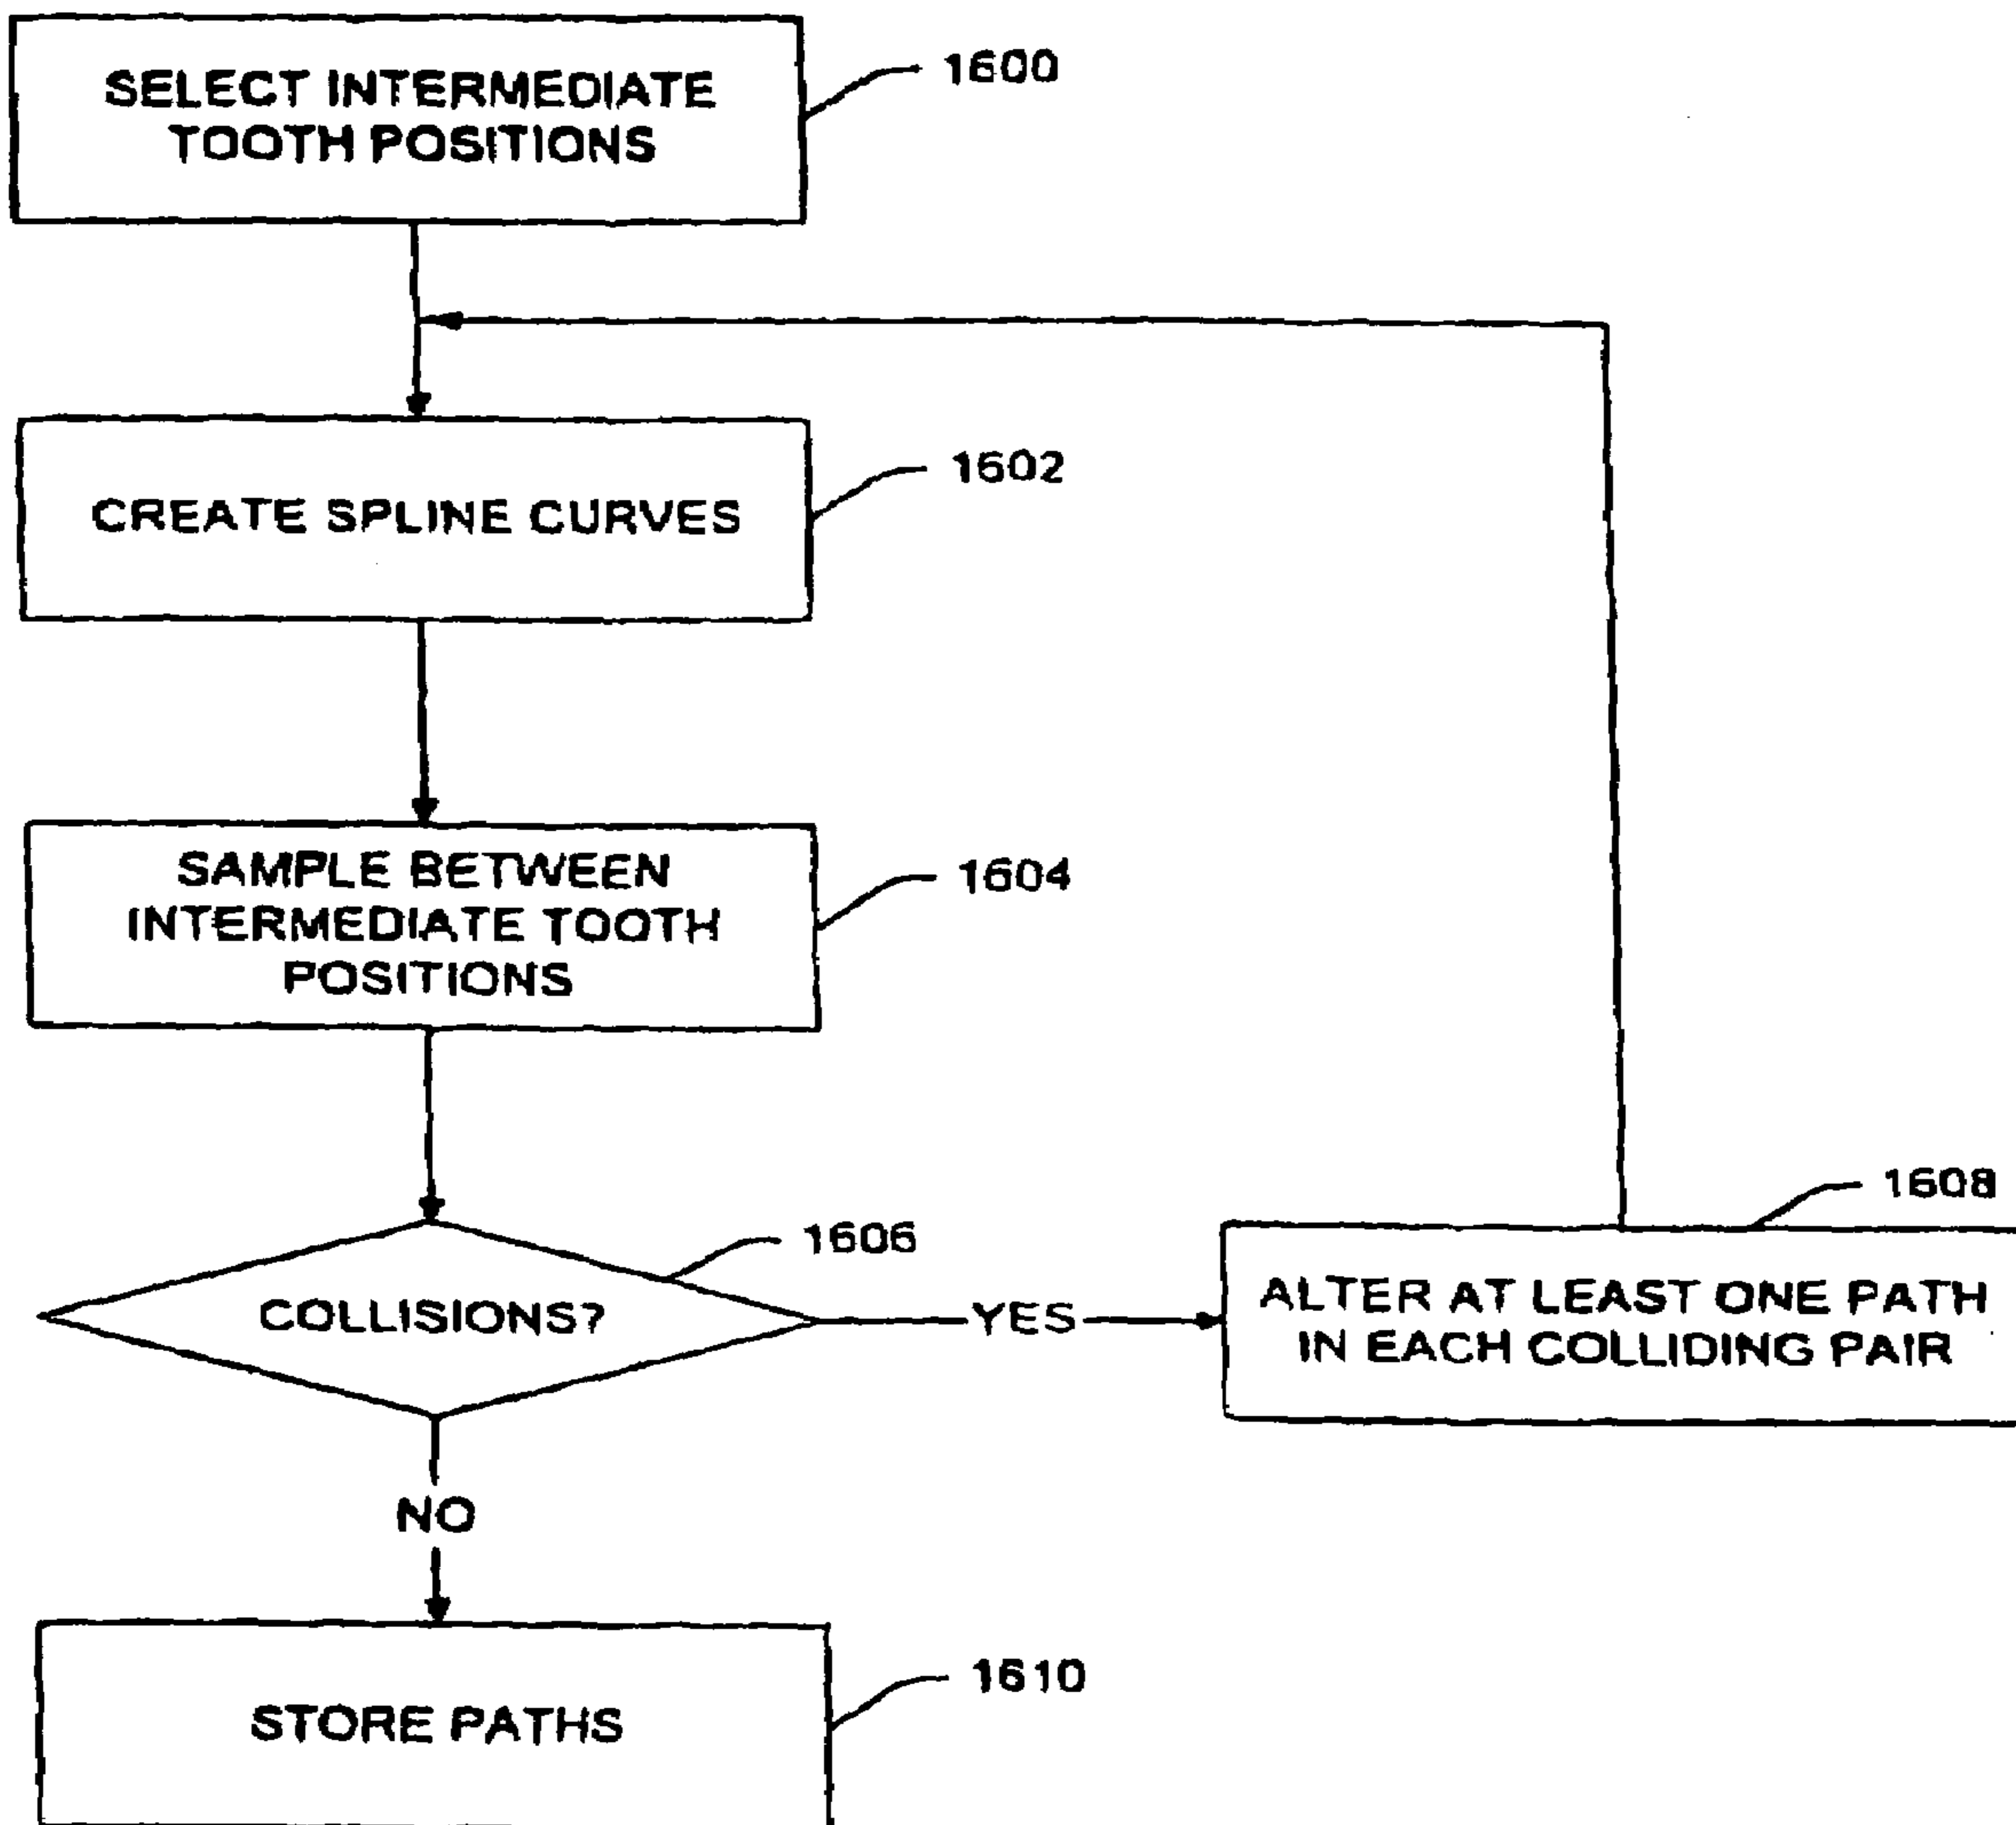 SELECT INTERMEDIATE
TOOTH POSITIONS
1600
CREATE SPLINE CURVES
1602
SAMPLE BETWEEN
INTERMEDIATE TOOTH
POSITIONS
1604
COLLISIONS?
1606
YES
ALTER AT LEAST ONE PATH
IN EACH COLLIDING PAIR
1608
NO
STORE PATHS
1610